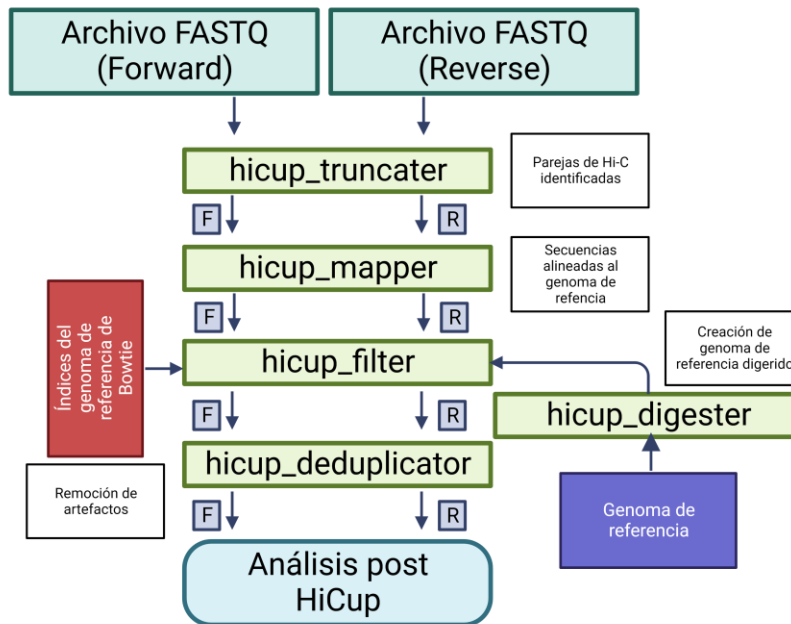 Archivo FASTQ
(Forward)
Archivo FASTQ
(Reverse)
hicup_truncater
Parejas de Hi-C
identificadas
F
R
hicup_mapper
Secuencias
alineadas al
genoma de
refencia
F
R
Índices del
genoma de
referencia de
Bowtie
hicup_filter
Creación de
genoma de
referencia digerido
F
R
hicup_digester
hicup_deduplicator
Remoción de
artefactos
Genoma de
referencia
F
R
Análisis post
HiCup